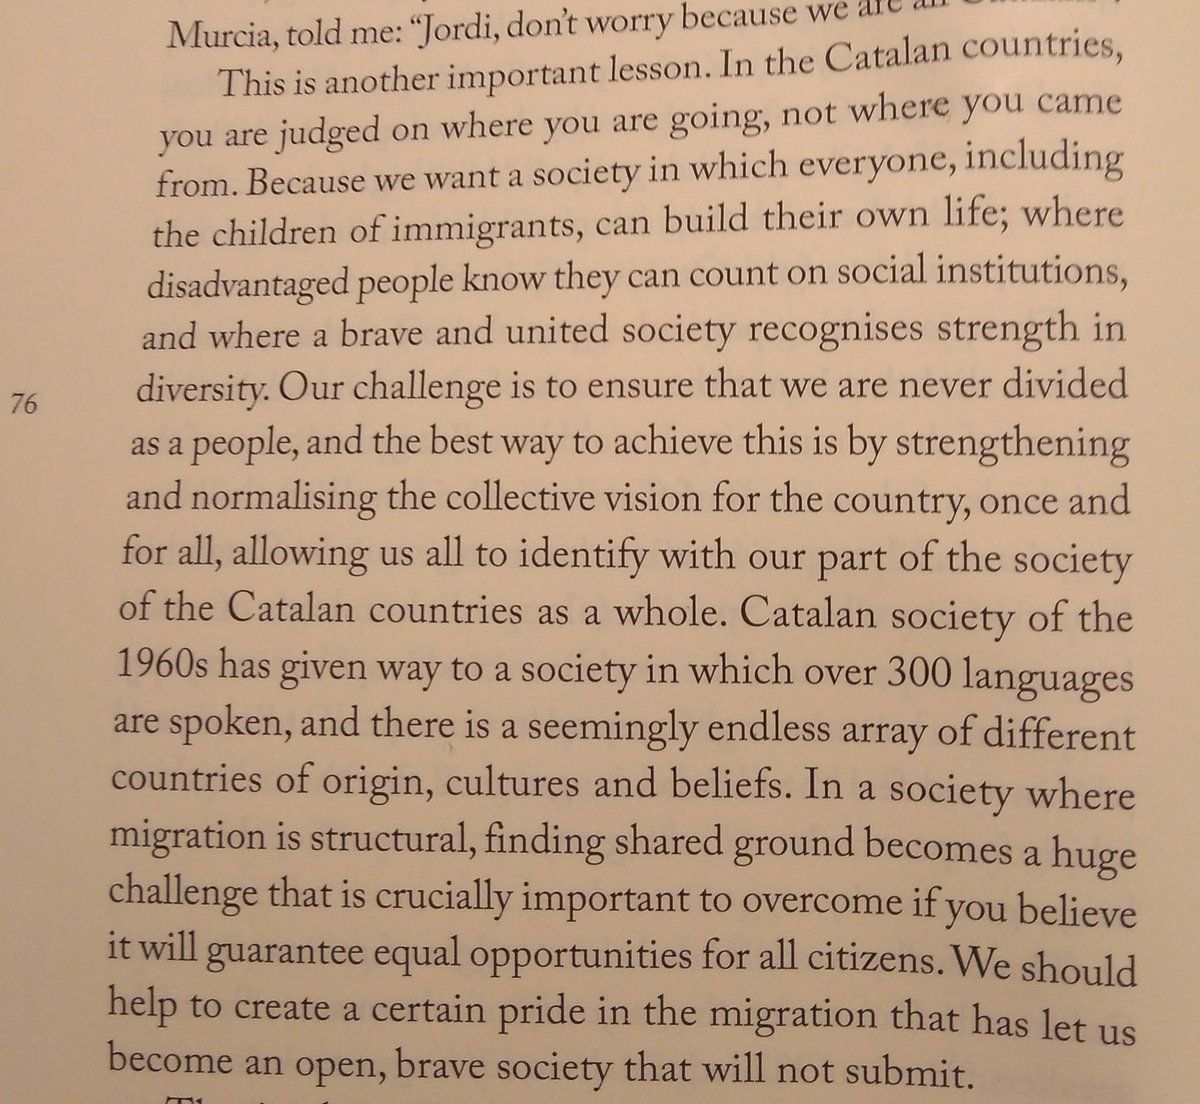 Murcia, told me: “Jordi, don’t worry because we are
This is another important lesson. In the Catalan countries,
you are judged on where you are going, not where you came
from. Because we want a society in which everyone, including
the children of immigrants, can build their own life; where
disadvantaged people know they can count on social institutions,
and where a brave and united society recognises strength in
diversity. Our challenge is to ensure that we are never divided
76
as a people, and the best way to achieve this is by strengthening
and normalising the collective vision for the country, once and
for all, allowing us all to identify with our part of the society
of the Catalan countries as a whole. Catalan society of the
1960s has given way to a society in which over 300 languages
are spoken, and there is a seemingly endless array of different
countries of origin, cultures and beliefs. In a society where
migration is structural, finding shared ground becomes a huge
challenge that is crucially important to overcome if you believe
it will guarantee equal opportunities for all citizens. We should
help to create a certain pride in the migration that has let us
become an open, brave society that will not submit.